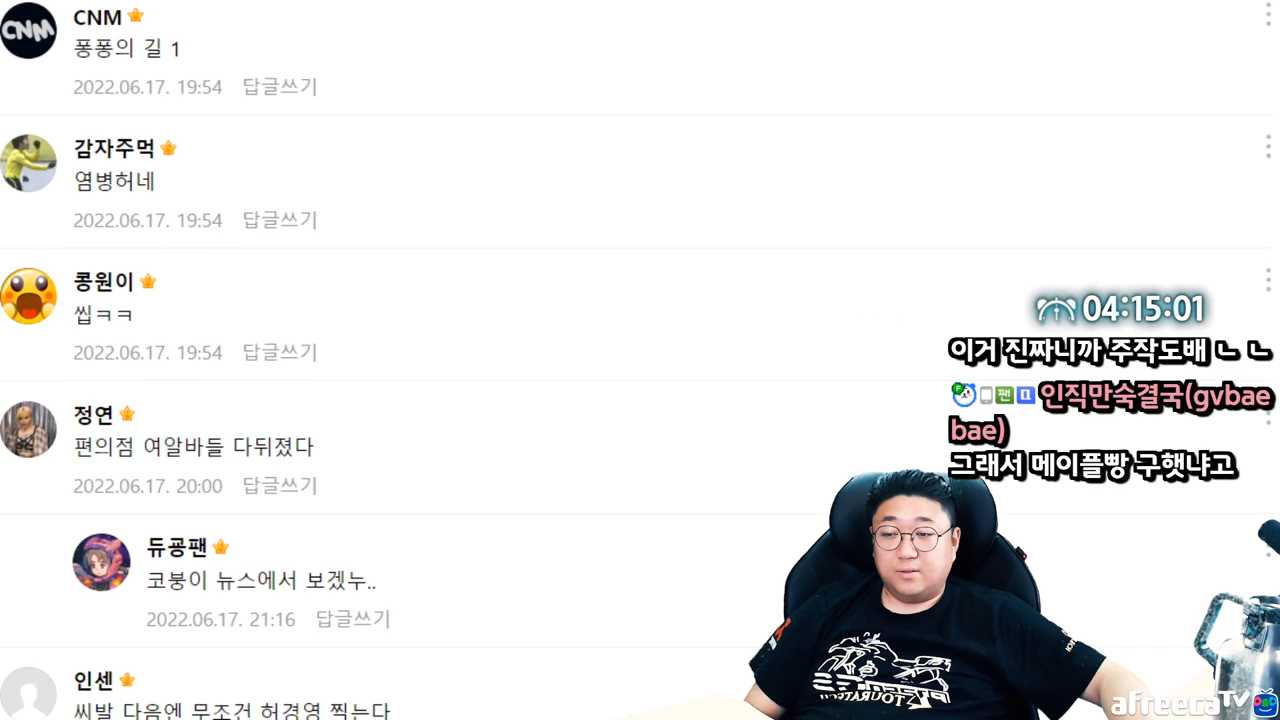 CNM
CNM
퐁퐁의 길 1
2022.06.17. 19:54 답글쓰기
감자주먹
염병허네
2022.06.17. 19:54 답글쓰기
콩원이
씹ㅋㅋ
2022.06.17. 19:54 답글쓰기
04:15:01
이거 진짜니까 주작도배 ㄴ ㄴ
F 팬 인직만숙결국(gvbae
bae)
그래서 메이플빵 구햇냐고
정연
편의점 여알바들 다뒤졌다
2022.06.17. 20:00 답글쓰기
듀공팬
코붕이 뉴스에서 보겠누..
2022.06.17. 21:16 답글쓰기
인센
씨발 다음엔 무조건 허경영 찍는다
afreecaTV